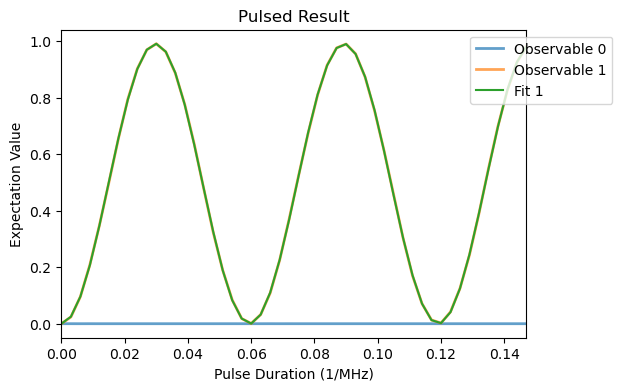 Pulsed Result
Expectation Value
1.0
0.8
0.6
0.4
0.2
0.0
Observable 0
Observable 1
Fit 1
0.00 0.02 0.04 0.06 0.08 0.10 0.12 0.14
Pulse Duration (1/MHz)